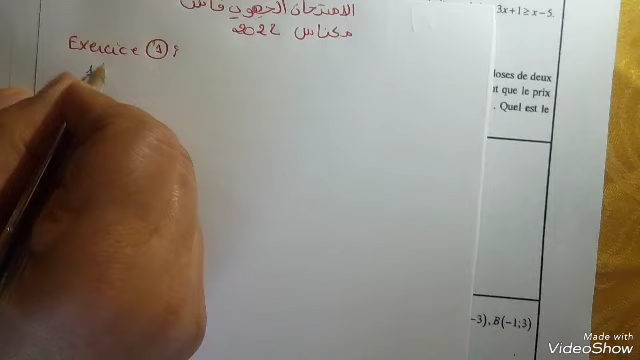 الامتحان الجهوي فاس
مكناس 2022
Exercice 1 :
3x+1≥x−5.
loses de deux
ut que le prix
. Quel est le
−3), B(−1;3)
Made with
VideoShow